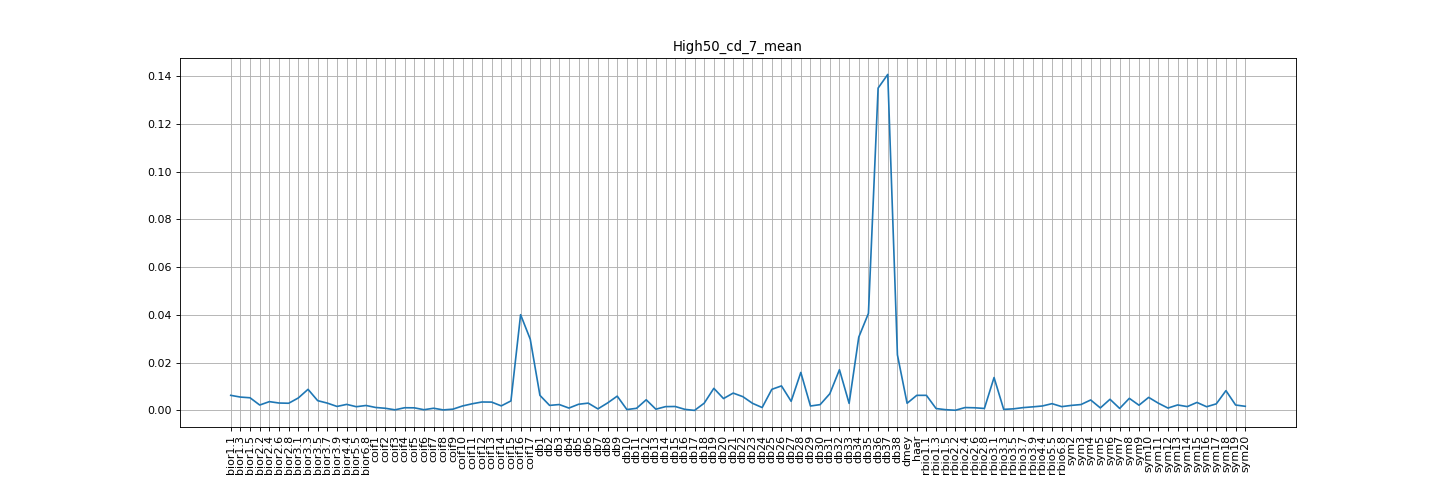 High50_cd_7_mean
0.14
0.12
0.10
0.08
0.06
0.04
0.02
0.00
bior1.1
bior1.3
bior1.5
bior2.2
bior2.4
bior2.6
bior2.8
bior3.1
bior3.3
bior3.5
bior3.7
bior3.9
bior4.4
bior5.5
bior6.8
coif1
coif2
coif3
coif4
coif5
coif6
coif7
coif8
coif9
coif10
coif11
coif12
coif13
coif14
coif15
coif16
coif17
db1
db2
db3
db4
db5
db6
db7
db8
db9
db10
db11
db12
db13
db14
db15
db16
db17
db18
db19
db20
db21
db22
db23
db24
db25
db26
db27
db28
db29
db30
db31
db32
db33
db34
db35
db36
db37
db38
dmey
haar
rbio1.1
rbio1.3
rbio1.5
rbio2.2
rbio2.4
rbio2.6
rbio2.8
rbio3.1
rbio3.3
rbio3.5
rbio3.7
rbio3.9
rbio4.4
rbio5.5
rbio6.8
sym2
sym3
sym4
sym5
sym6
sym7
sym8
sym9
sym10
sym11
sym12
sym13
sym14
sym15
sym16
sym17
sym18
sym19
sym20